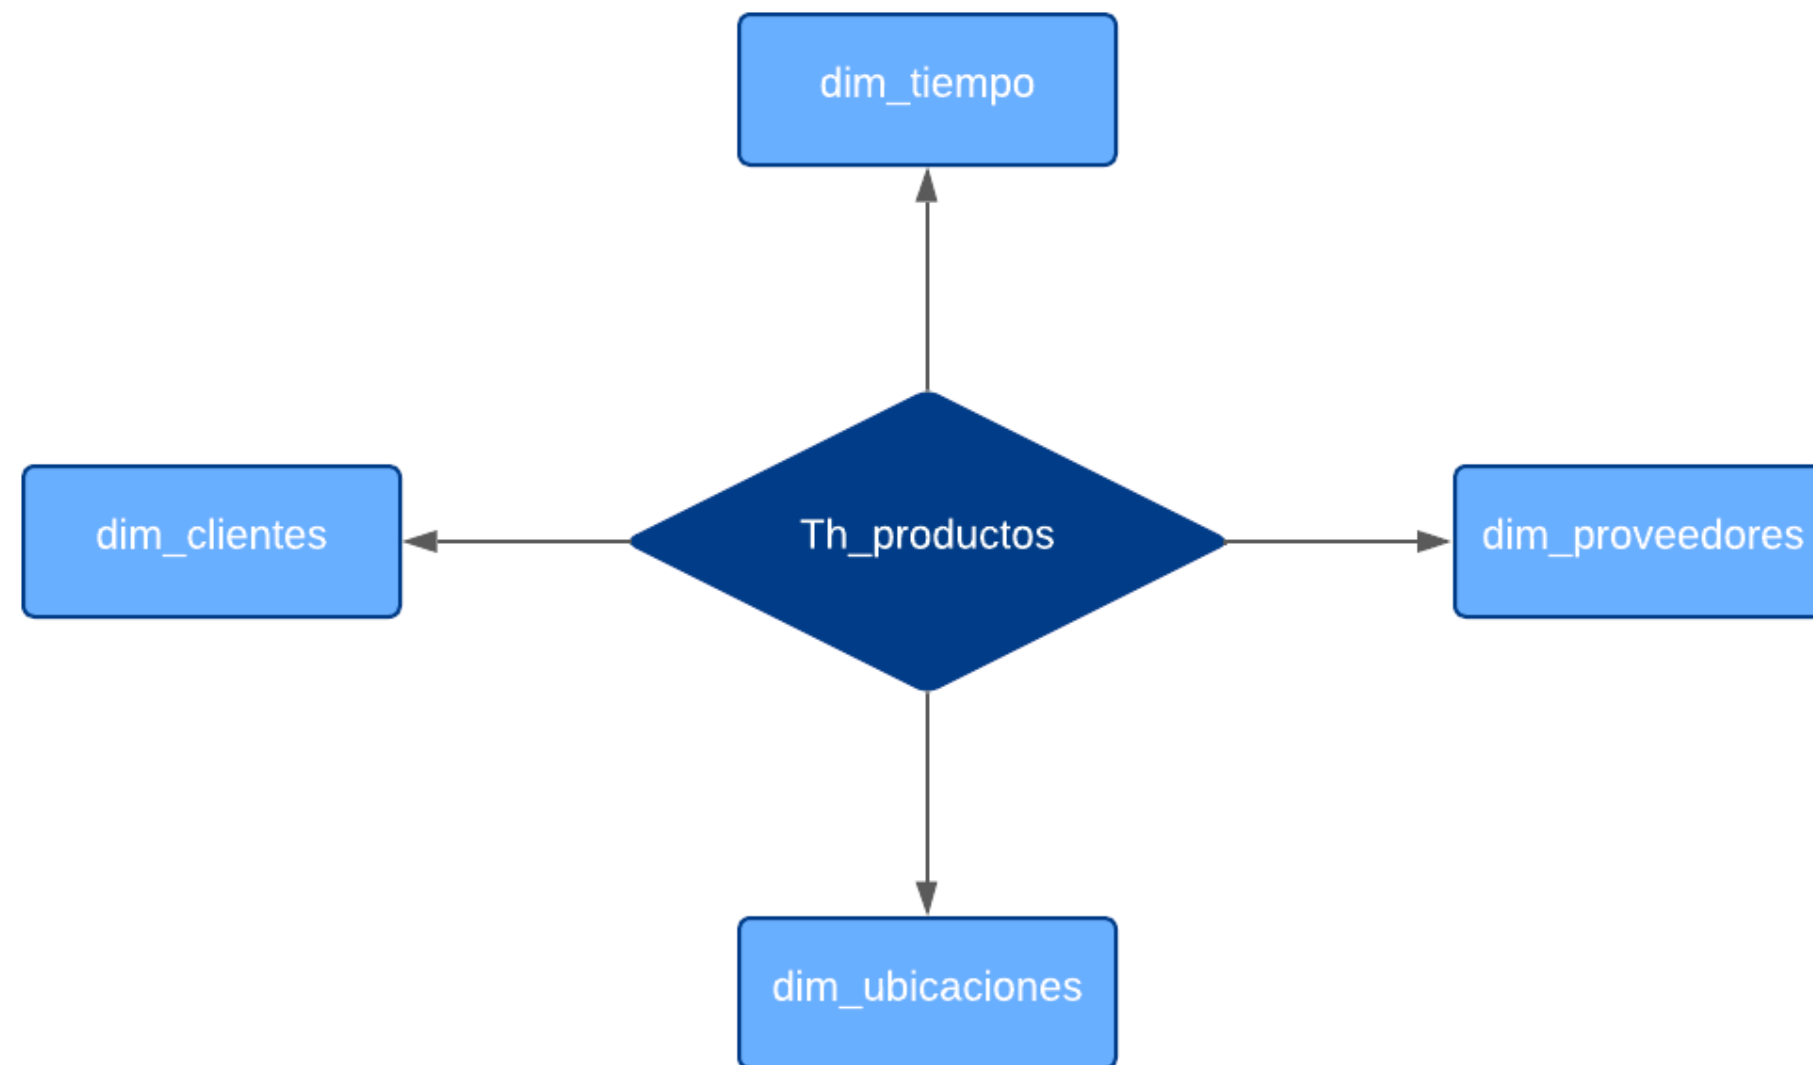 dim_tiempo
dim_clientes
Th_productos
dim_proveedores
dim_ubicaciones